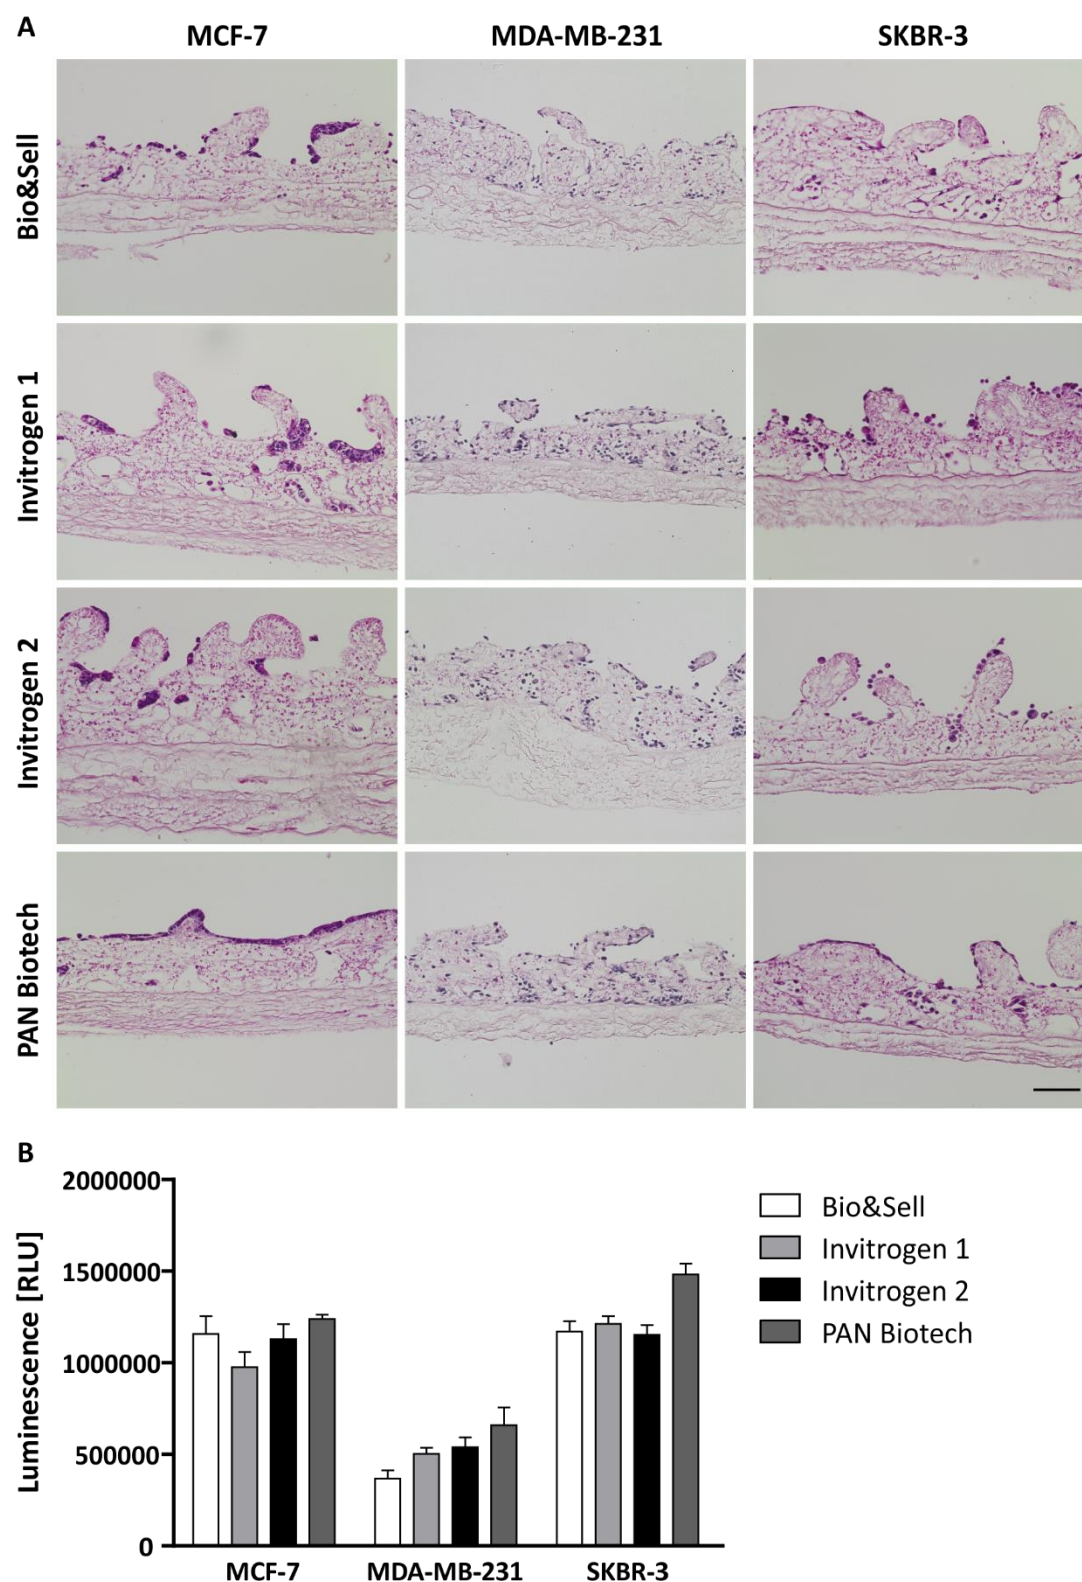 A
MCF-7 MDA-MB-231 SKBR-3
Bio&Sell
Invitrogen 1
Invitrogen 2
PAN Biotech
B
Luminescence [RLU]
2000000
1500000
1000000
500000
0
MCF-7 MDA-MB-231 SKBR-3
Bio&Sell
Invitrogen 1
Invitrogen 2
PAN Biotech